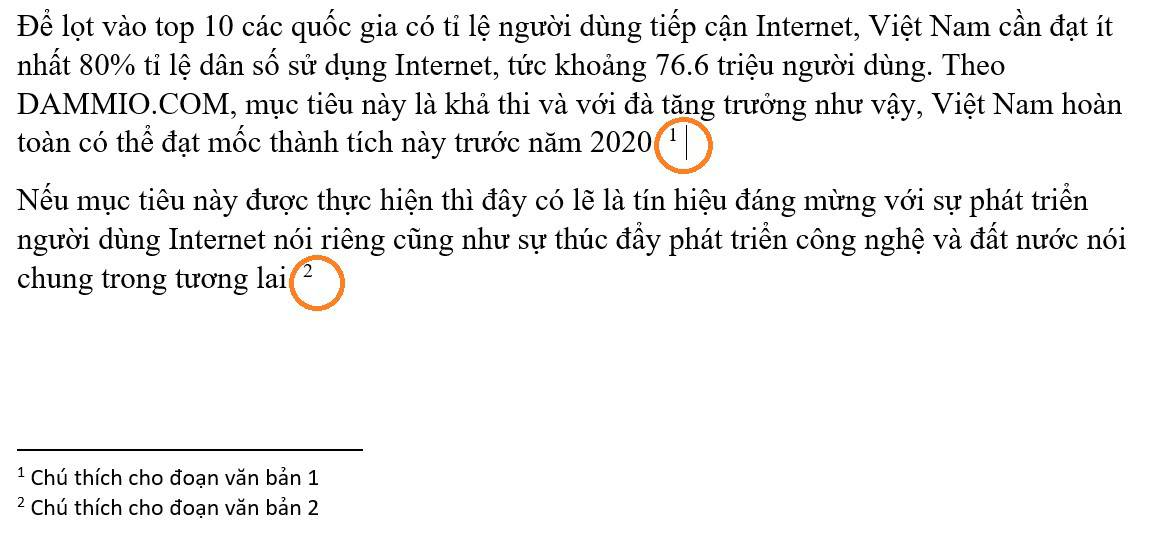 Để lọt vào top 10 các quốc gia có tỉ lệ người dùng tiếp cận Internet, Việt Nam cần đạt ít
nhất 80% tỉ lệ dân số sử dụng Internet, tức khoảng 76.6 triệu người dùng. Theo
DAMMIO.COM, mục tiêu này là khả thi và với đà tăng trưởng như vậy, Việt Nam hoàn
toàn có thể đạt mốc thành tích này trước năm 2020 ¹
Nếu mục tiêu này được thực hiện thì đây có lẽ là tín hiệu đáng mừng với sự phát triển
người dùng Internet nói riêng cũng như sự thúc đẩy phát triển công nghệ và đất nước nói
chung trong tương lai ²
¹ Chú thích cho đoạn văn bản 1
² Chú thích cho đoạn văn bản 2